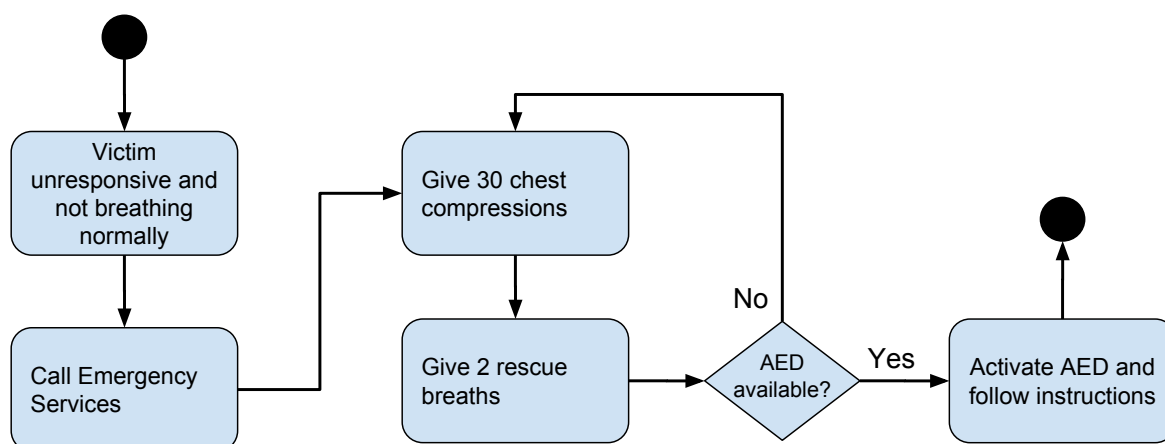 Victim
unresponsive and
not breathing
normally
Call Emergency
Services
Give 30 chest
compressions
Give 2 rescue
breaths
AED
available?
No
Yes
Activate AED and
follow instructions